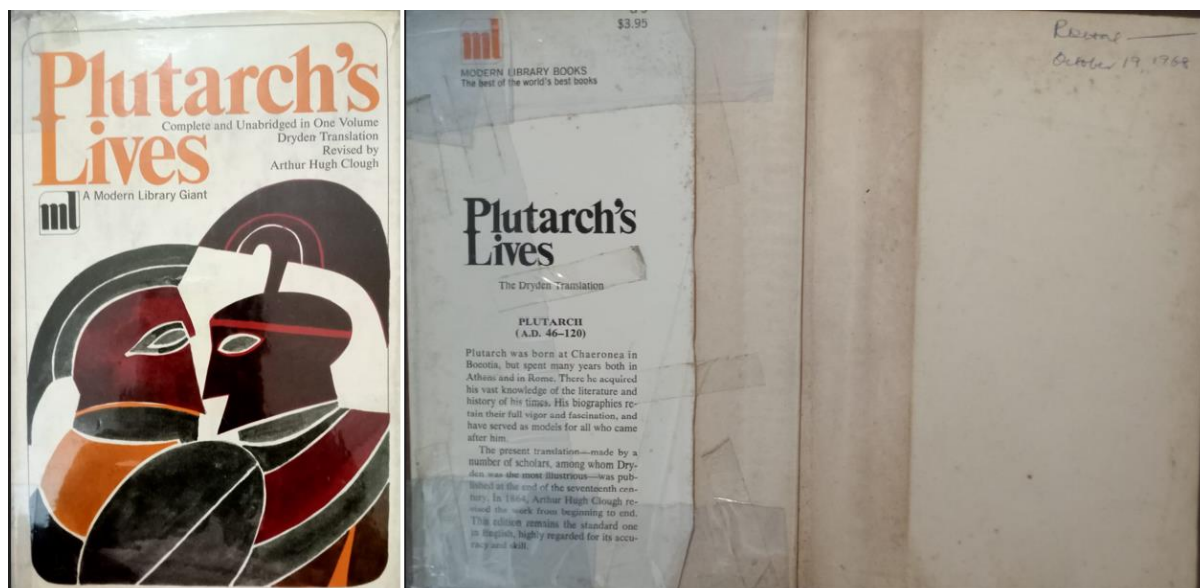 Plutarch's
Complete and Unabridged in One Volume
Lives
Dryden Translation
Revised by
Arthur Hugh Clough
ml
A Modern Library Giant
$3.95
ml
MODERN LIBRARY BOOKS
The best of the world's best books
Plutarch's
Lives
The Dryden Translation
PLUTARCH
(A.D. 46–120)
Plutarch was born at Chaeronea in
Boeotia, but spent many years both in
Athens and in Rome. There he acquired
his vast knowledge of the literature and
history of his times. His biographies re-
tain their full vigor and fascination, and
have served as models for all who came
after him.
The present translation—made by a
number of scholars, among whom Dry-
den was the most illustrious—was pub-
lished at the end of the seventeenth cen-
tury. In 1864, Arthur Hugh Clough re-
vised the work from beginning to end.
This edition remains the standard one
in English, highly regarded for its accu-
racy and skill.
October 19, 1968